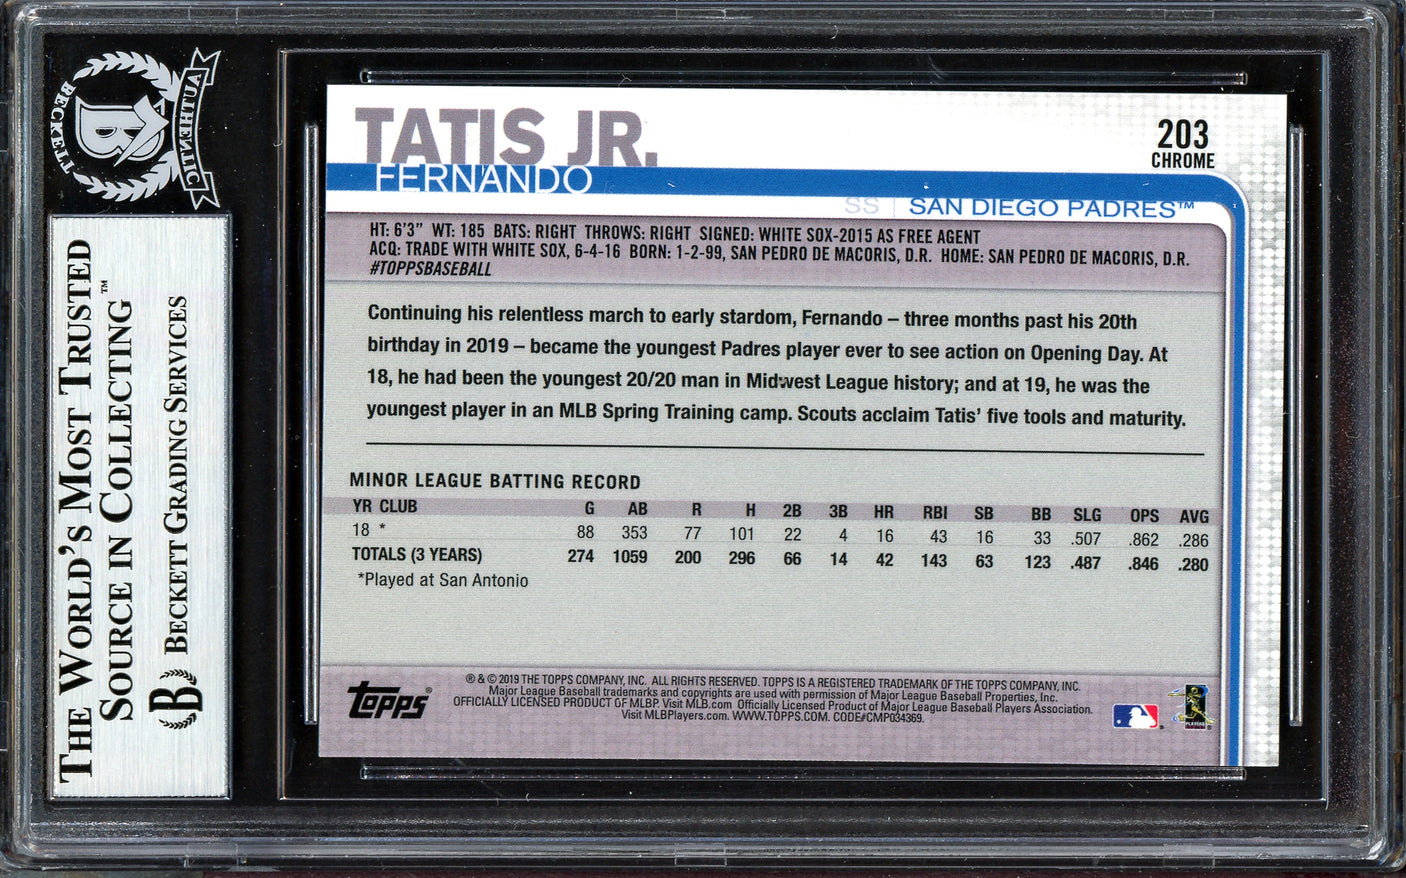 BECKETT
AUTHENTIC
B
THE WORLD'S MOST TRUSTED
SOURCE IN COLLECTING™
B BECKETT GRADING SERVICES
TATIS JR.
FERNANDO
203
CHROME
SS | SAN DIEGO PADRES™
HT: 6'3" WT: 185 BATS: RIGHT THROWS: RIGHT SIGNED: WHITE SOX-2015 AS FREE AGENT
ACQ: TRADE WITH WHITE SOX, 6-4-16 BORN: 1-2-99, SAN PEDRO DE MACORIS, D.R. HOME: SAN PEDRO DE MACORIS, D.R.
#TOPPSBASEBALL
Continuing his relentless march to early stardom, Fernando – three months past his 20th
birthday in 2019 – became the youngest Padres player ever to see action on Opening Day. At
18, he had been the youngest 20/20 man in Midwest League history; and at 19, he was the
youngest player in an MLB Spring Training camp. Scouts acclaim Tatis' five tools and maturity.
MINOR LEAGUE BATTING RECORD
YR CLUB G AB R H 2B 3B HR RBI SB BB SLG OPS AVG
18 * 88 353 77 101 22 4 16 43 16 33 .507 .862 .286
TOTALS (3 YEARS) 274 1059 200 296 66 14 42 143 63 123 .487 .846 .280
*Played at San Antonio
topps®
® & © 2019 THE TOPPS COMPANY, INC. ALL RIGHTS RESERVED. TOPPS IS A REGISTERED TRADEMARK OF THE TOPPS COMPANY, INC.
Major League Baseball trademarks and copyrights are used with permission of Major League Baseball Properties, Inc.
OFFICIALLY LICENSED PRODUCT OF MLBP. Visit MLB.com Officially Licensed Product of Major League Baseball Players Association.
Visit MLBPlayers.com. WWW.TOPPS.COM. CODE#CMP034369.